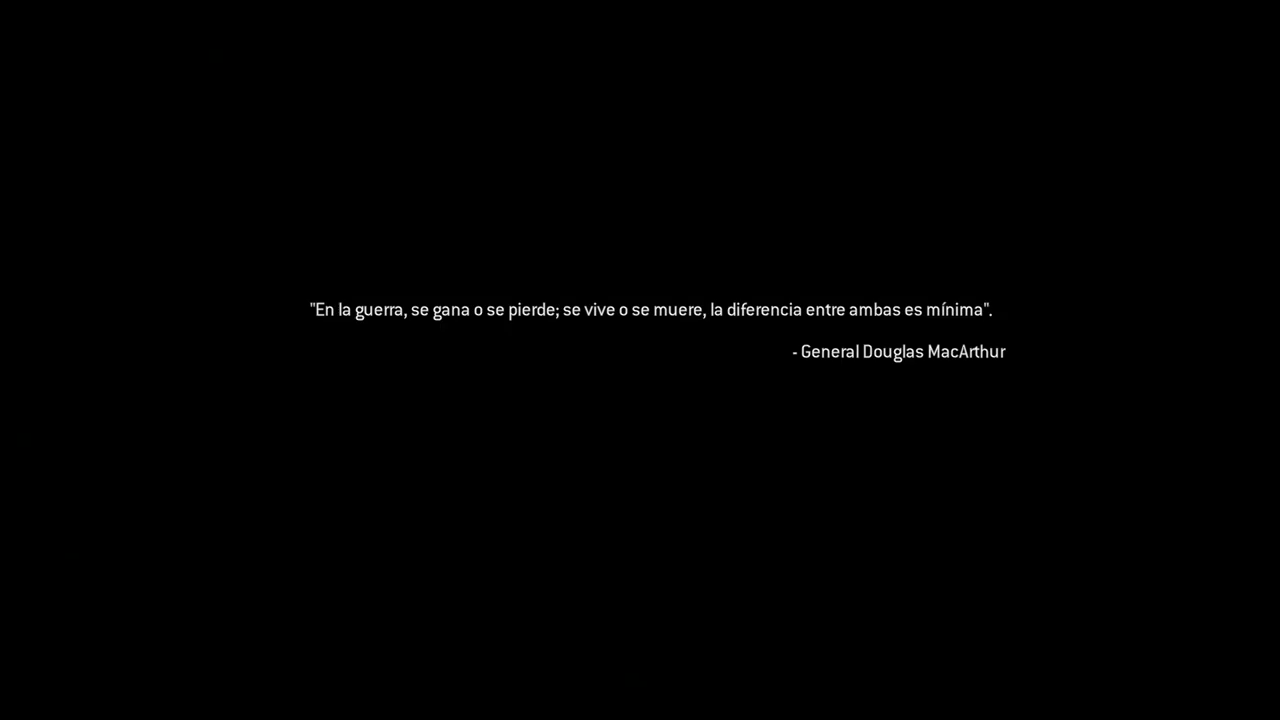 "En la guerra, se gana o se pierde; se vive o se muere, la diferencia entre ambas es mínima".
- General Douglas MacArthur